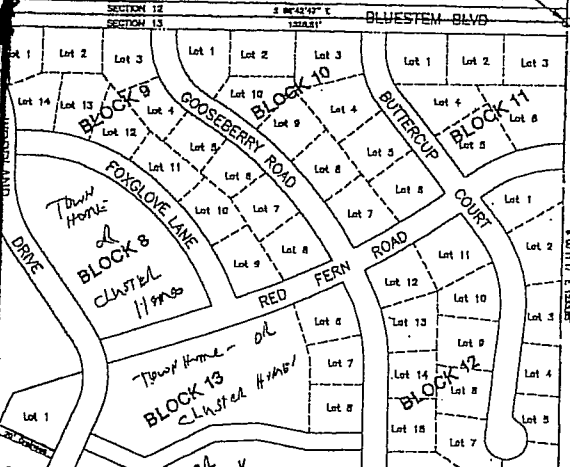 SECTION 12
SECTION 13
S 86°42'47" E
BLUESTEM BLVD
Lot 1
Lot 2
Lot 3
Lot 1
Lot 2
Lot 3
Lot 1
Lot 2
Lot 3
Lot 14
Lot 13
BLOCK 9
Lot 4
Lot 12
Lot 10
BLOCK 10
Lot 9
Lot 4
Lot 4
BLOCK 11
Lot 6
Lot 5
GOOSEBERRY ROAD
BUTTERCUP COURT
Lot 5
Lot 11
Lot 6
Lot 8
Lot 5
Lot 6
FOXGLOVE LANE
Lot 10
Lot 7
Lot 7
Lot 9
Lot 8
Town
Home
or
BLOCK 8
Cluster
Homes
DRIVE
RED FERN ROAD
Lot 1
Lot 2
Lot 11
Lot 12
Lot 10
Lot 13
Lot 9
Lot 14
BLOCK 12
Lot 8
Lot 4
Lot 15
Lot 7
Lot 5
Lot 6
Lot 7
Lot 8
Town Home - or
BLOCK 13
Cluster Homes
Lot 1